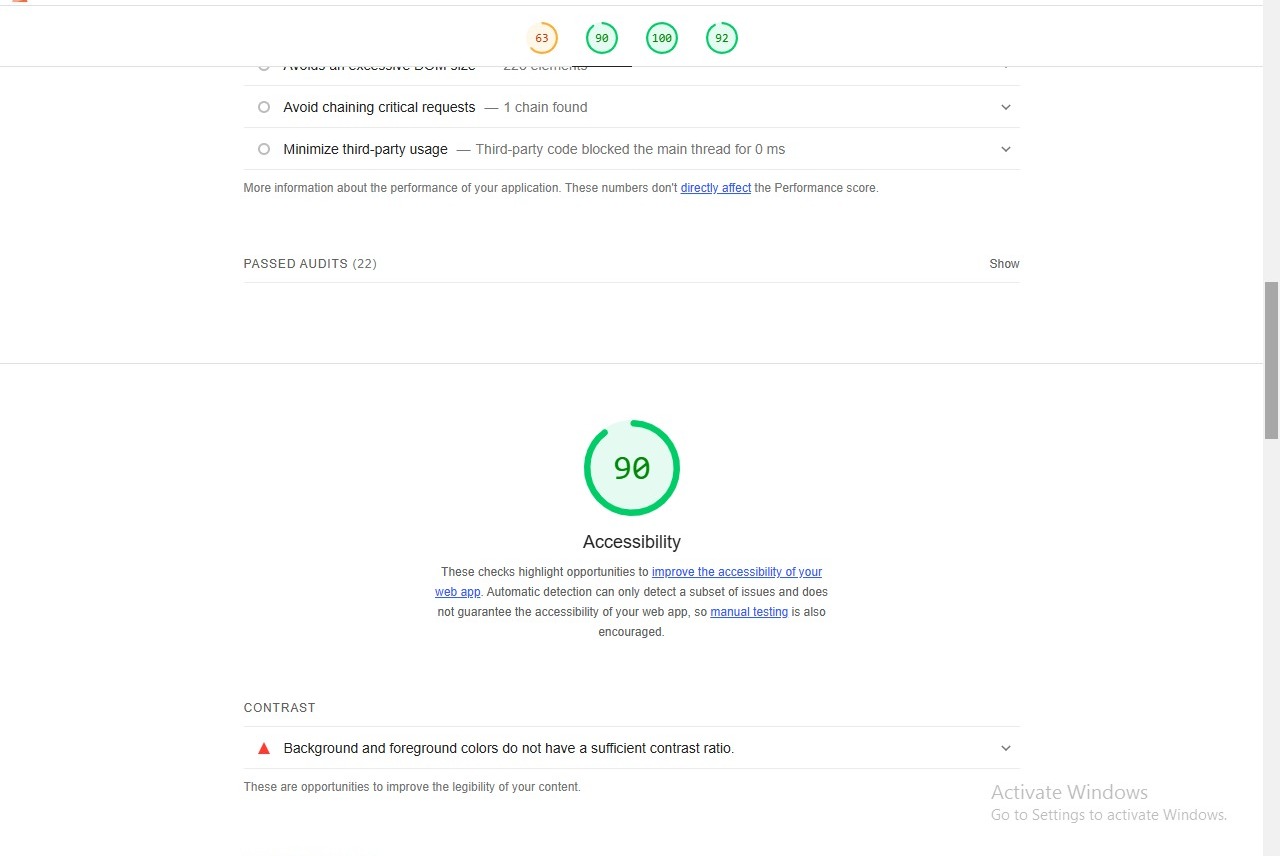 63 90 100 92
Avoids an excessive DOM size — 220 elements
Avoid chaining critical requests — 1 chain found
Minimize third-party usage — Third-party code blocked the main thread for 0 ms
More information about the performance of your application. These numbers don't directly affect the Performance score.
PASSED AUDITS (22) Show
90
Accessibility
These checks highlight opportunities to improve the accessibility of your
web app. Automatic detection can only detect a subset of issues and does
not guarantee the accessibility of your web app, so manual testing is also
encouraged.
CONTRAST
Background and foreground colors do not have a sufficient contrast ratio.
These are opportunities to improve the legibility of your content.
Activate Windows
Go to Settings to activate Windows.